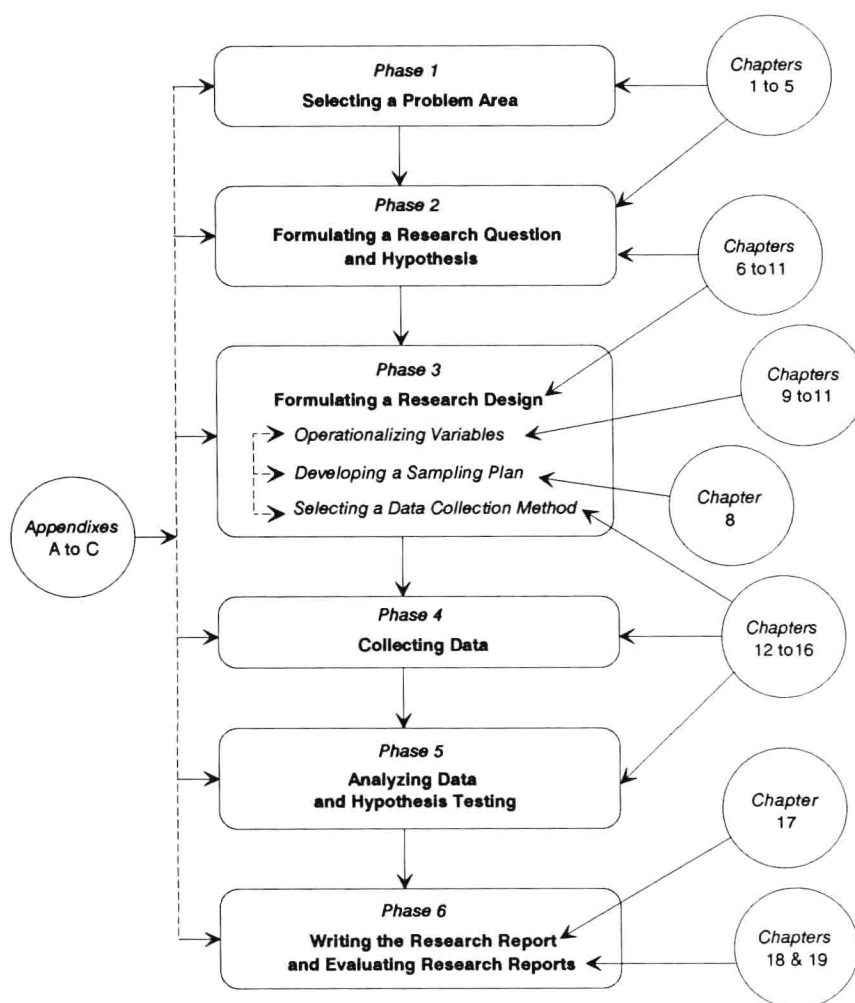 Phase 1
Selecting a Problem Area
Chapters
1 to 5
Phase 2
Formulating a Research Question
and Hypothesis
Chapters
6 to11
Phase 3
Formulating a Research Design
Operationalizing Variables
Developing a Sampling Plan
Selecting a Data Collection Method
Chapters
9 to11
Chapter
8
Appendixes
A to C
Phase 4
Collecting Data
Chapters
12 to16
Phase 5
Analyzing Data
and Hypothesis Testing
Chapter
17
Phase 6
Writing the Research Report
and Evaluating Research Reports
Chapters
18 & 19